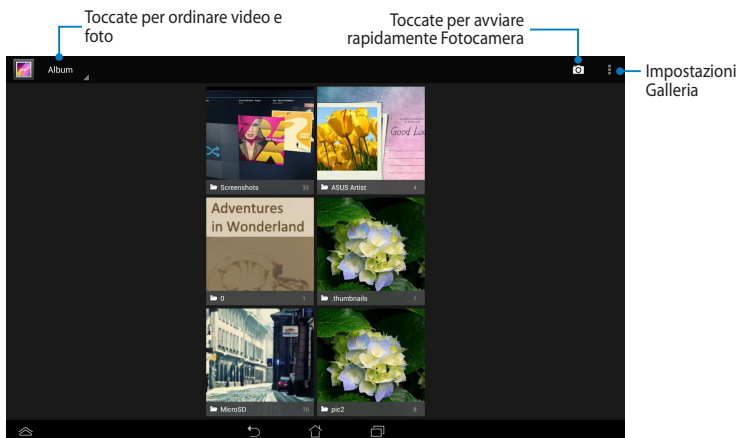 Toccate per ordinare video e
foto
Toccate per avviare
rapidamente Fotocamera
Impostazioni
Galleria
Album
Screenshots 32
ASUS Artist 4
Good Luc
Adventures
in Wonderland
0 1
.thumbnails 1
MicroSD 10
pic2 8